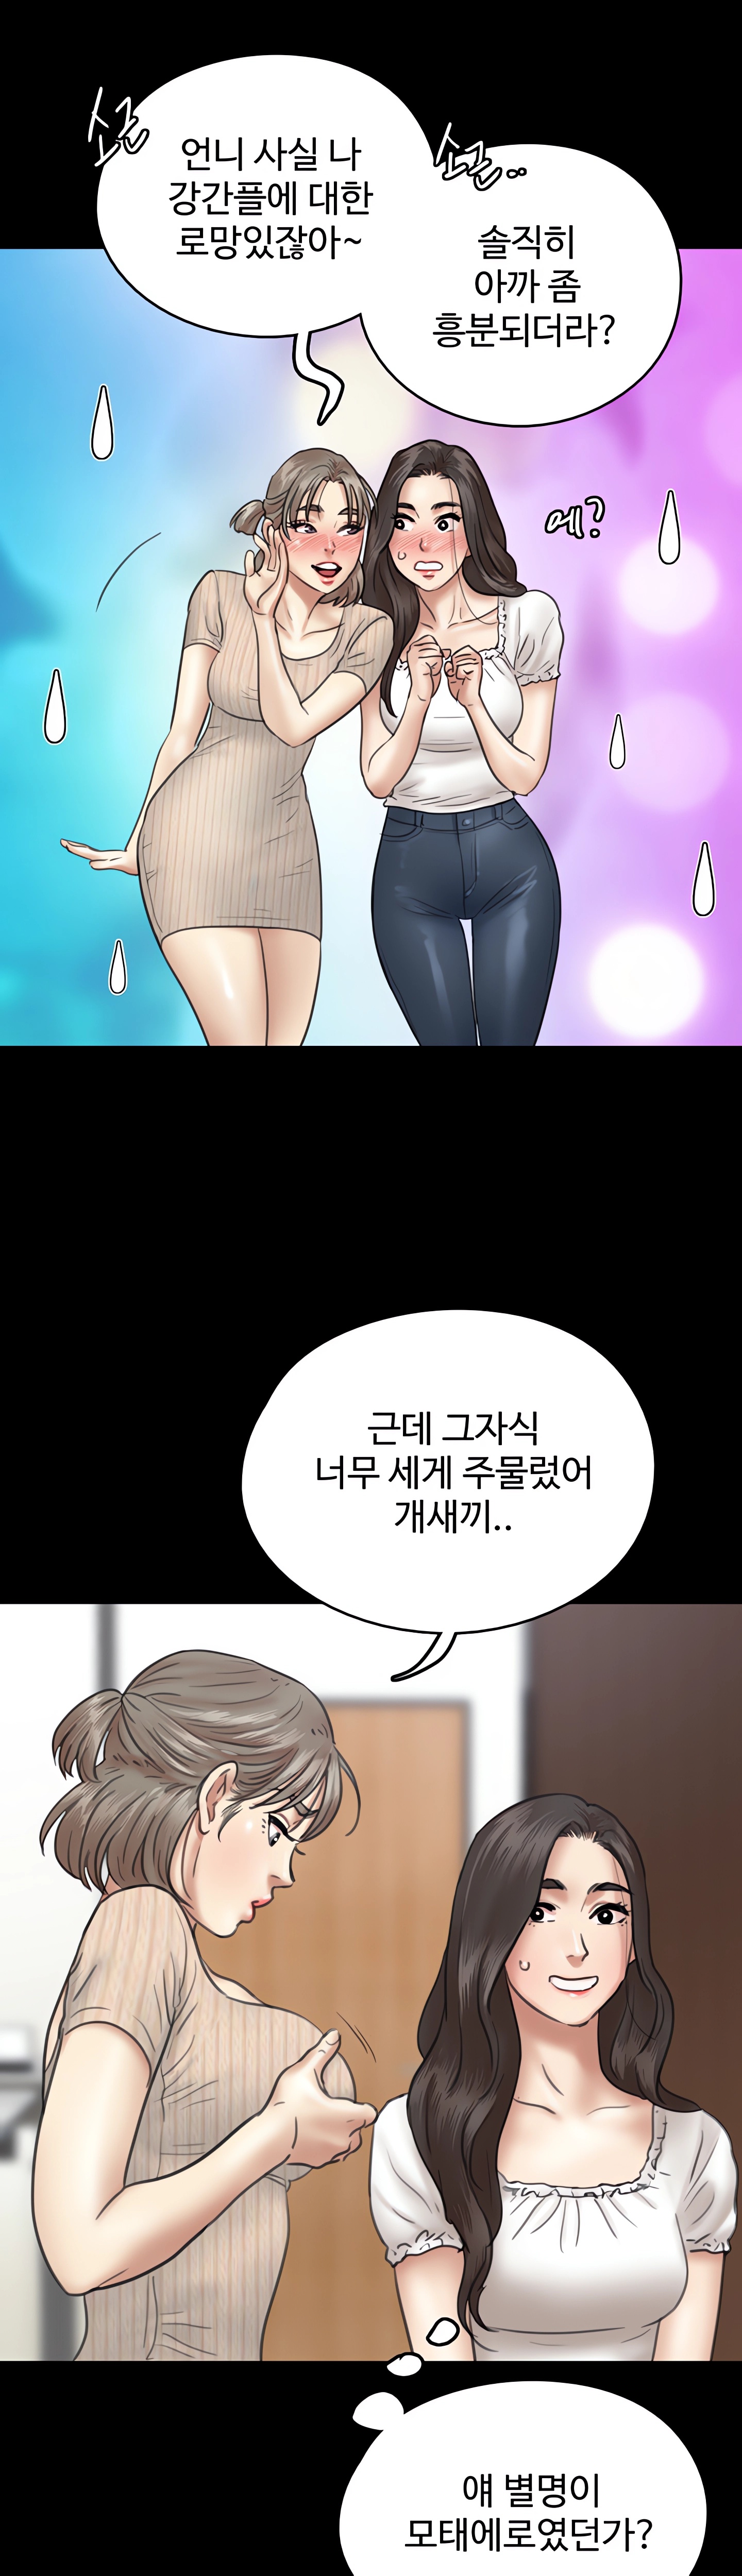 소곤
언니 사실 나
강간플에 대한
로망있잖아~
소곤..
솔직히
아까 좀
흥분되더라?
에?
근데 그자식
너무 세게 주물렀어
개새끼..
얘 별명이
모태에로였던가?